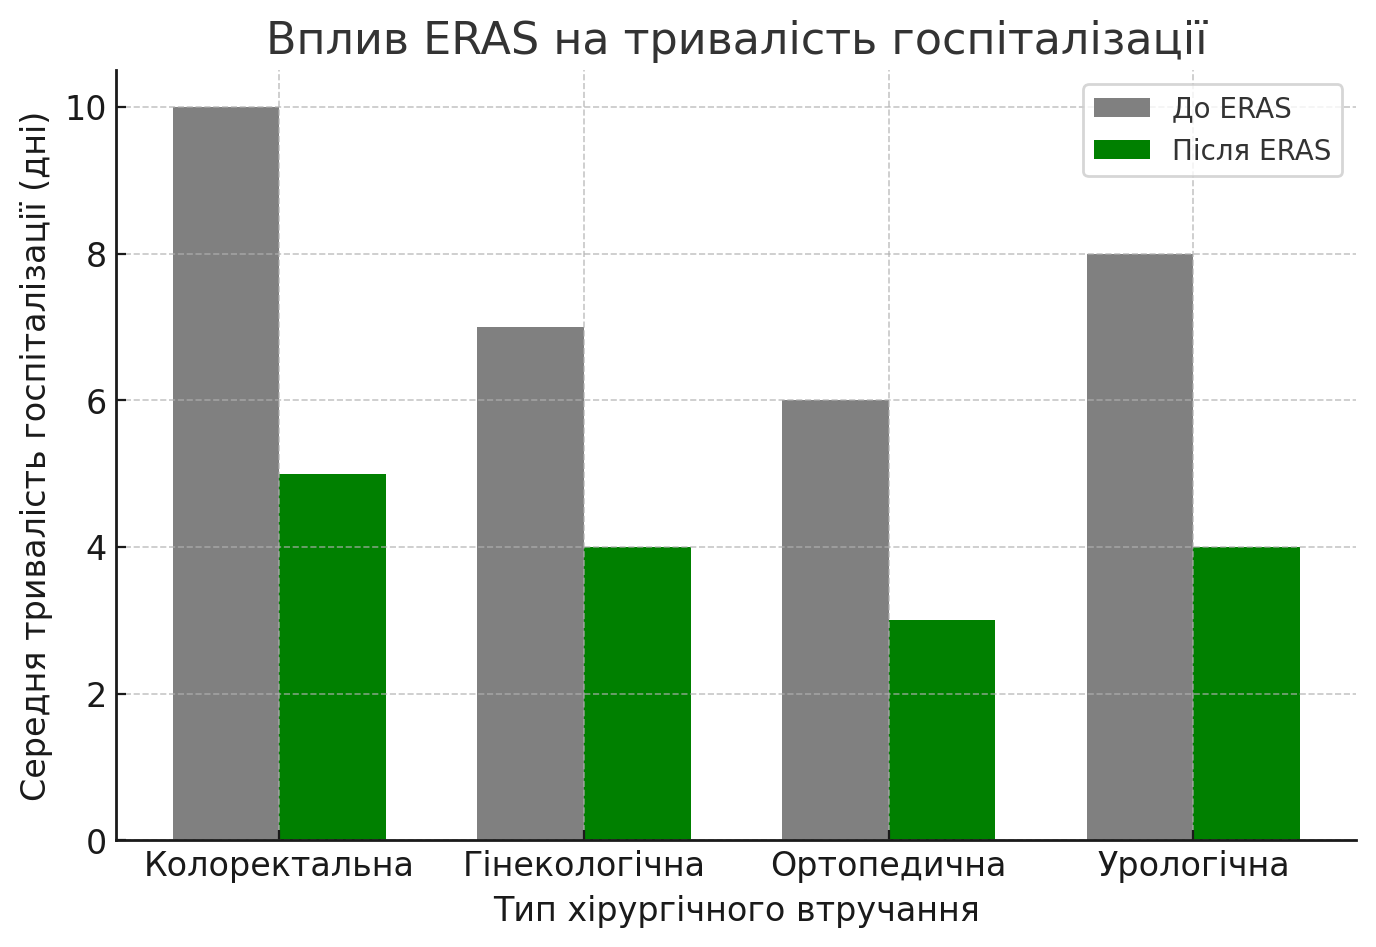 Вплив ERAS на тривалість госпіталізації
До ERAS
Після ERAS
Середня тривалість госпіталізації (дні)
10
8
6
4
2
0
Колоректальна Гінекологічна Ортопедична Урологічна
Тип хірургічного втручання